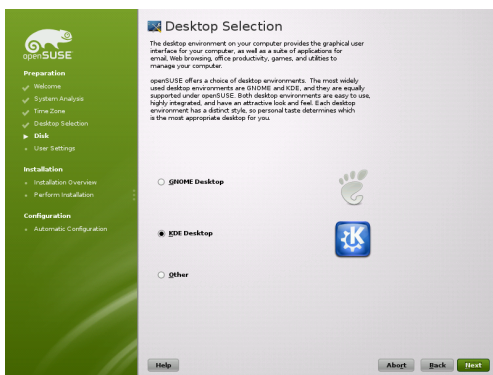 openSUSE
Preparation
Welcome
System Analysis
Time Zone
Desktop Selection
Disk
User Settings
Installation
Installation Overview
Perform Installation
Configuration
Automatic Configuration
Desktop Selection
The desktop environment on your computer provides the graphical user
interface for your computer, as well as a suite of applications for
email, Web browsing, office productivity, games, and utilities to
manage your computer.
openSUSE offers a choice of desktop environments. The most widely
used desktop environments are GNOME and KDE, and they are equally
supported under openSUSE. Both desktop environments are easy to use,
highly integrated, and have an attractive look and feel. Each desktop
environment has a distinct style, so personal taste determines which
is the most appropriate desktop for you.
GNOME Desktop
KDE Desktop
Other
Help
Abort
Back
Next